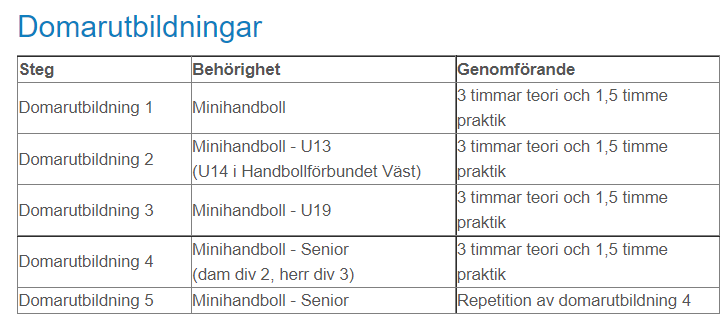 Domarutbildningar
Steg Behörighet Genomförande
Domarutbildning 1 Minihandboll 3 timmar teori och 1,5 timme
praktik
Domarutbildning 2 Minihandboll - U13 3 timmar teori och 1,5 timme
(U14 i Handbollförbundet Väst) praktik
Domarutbildning 3 Minihandboll - U19 3 timmar teori och 1,5 timme
praktik
Domarutbildning 4 Minihandboll - Senior 3 timmar teori och 1,5 timme
(dam div 2, herr div 3) praktik
Domarutbildning 5 Minihandboll - Senior Repetition av domarutbildning 4